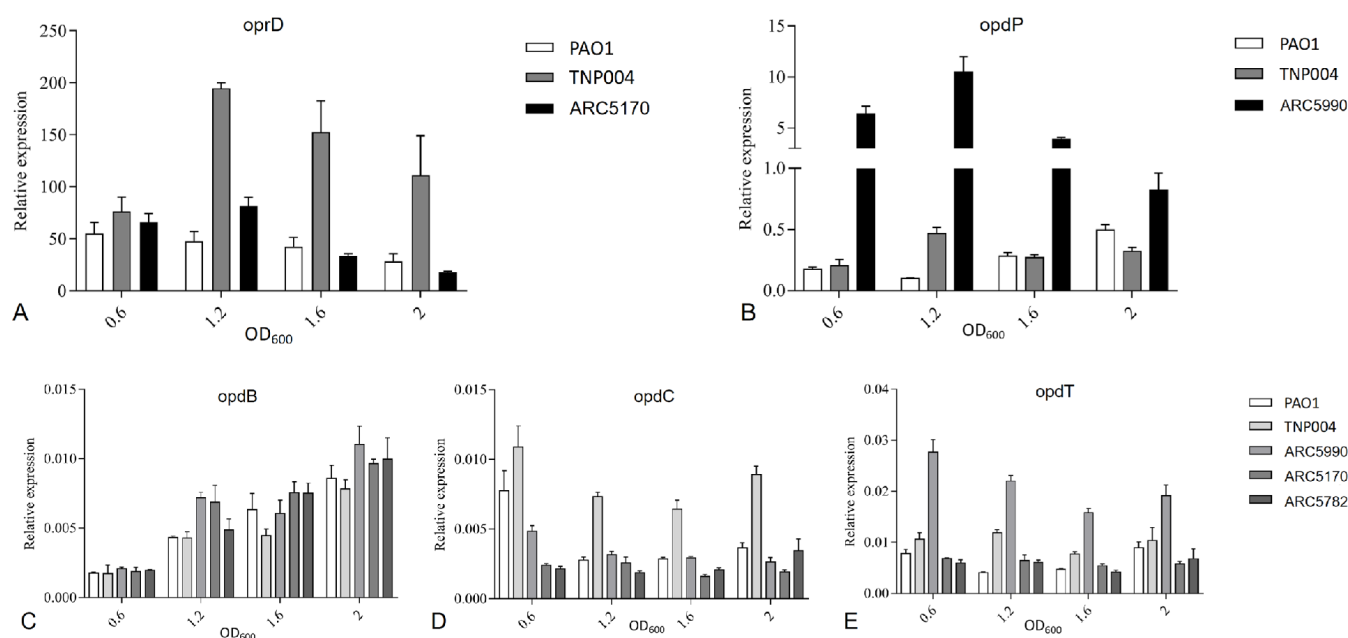 oprD
250
200
150
100
50
0
Relative expression
0.6
1.2
1.6
2
OD₆₀₀
A
PAO1
TNP004
ARC5170
opdP
15
10
5
1.0
0.5
0.0
Relative expression
0.6
1.2
1.6
2
OD₆₀₀
B
PAO1
TNP004
ARC5990
opdB
0.015
0.010
0.005
0.000
Relative expression
0.6
1.2
1.6
2
OD₆₀₀
C
opdC
0.015
0.010
0.005
0.000
Relative expression
0.6
1.2
1.6
2
OD₆₀₀
D
opdT
0.04
0.03
0.02
0.01
0.00
Relative expression
0.6
1.2
1.6
2
OD₆₀₀
E
PAO1
TNP004
ARC5990
ARC5170
ARC5782